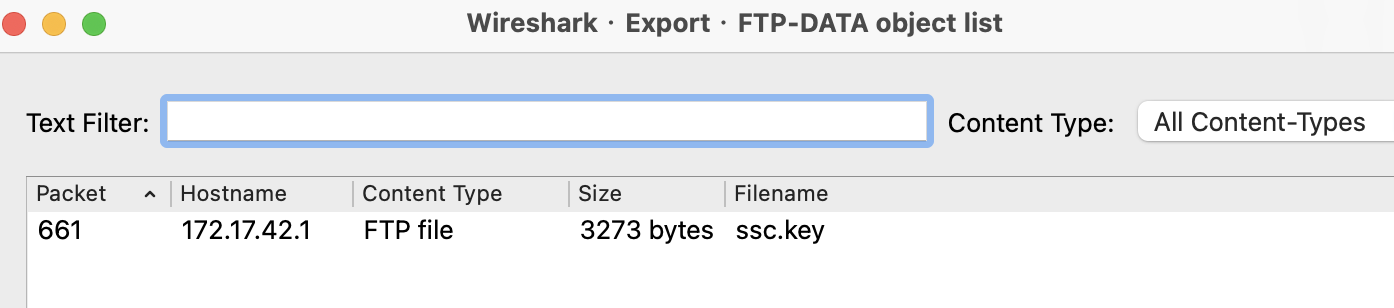 Wireshark · Export · FTP-DATA object list
Text Filter: Content Type: All Content-Types
Packet Hostname Content Type Size Filename
661 172.17.42.1 FTP file 3273 bytes ssc.key